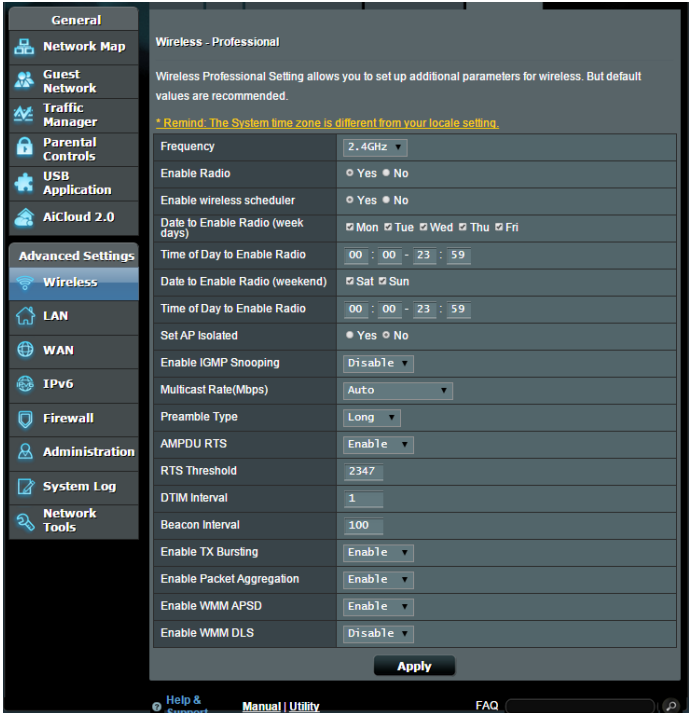 General
Network Map
Guest
Network
Traffic
Manager
Parental
Controls
USB
Application
AiCloud 2.0
Advanced Settings
Wireless
LAN
WAN
IPv6
Firewall
Administration
System Log
Network
Tools
Wireless - Professional
Wireless Professional Setting allows you to set up additional parameters for wireless. But default
values are recommended.
* Remind: The System time zone is different from your locale setting.
Frequency 2.4GHz
Enable Radio Yes No
Enable wireless scheduler Yes No
Date to Enable Radio (week
days) Mon Tue Wed Thu Fri
Time of Day to Enable Radio 00 : 00 - 23 : 59
Date to Enable Radio (weekend) Sat Sun
Time of Day to Enable Radio 00 : 00 - 23 : 59
Set AP Isolated Yes No
Enable IGMP Snooping Disable
Multicast Rate(Mbps) Auto
Preamble Type Long
AMPDU RTS Enable
RTS Threshold 2347
DTIM Interval 1
Beacon Interval 100
Enable TX Bursting Enable
Enable Packet Aggregation Enable
Enable WMM APSD Enable
Enable WMM DLS Disable
Apply
Help &
Support
Manual | Utility
FAQ